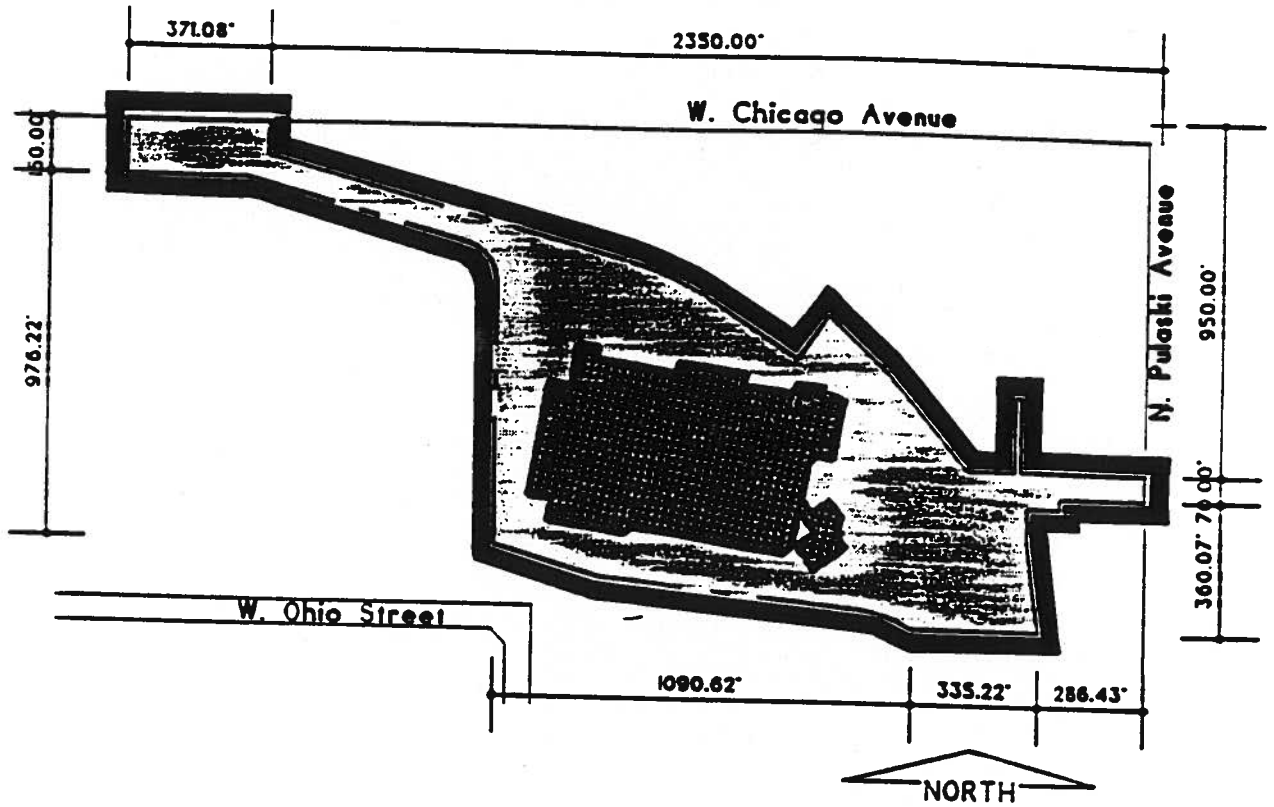 371.08'
2350.00'
W. Chicago Avenue
150.00
976.22'
N. Pulaski Avenue
950.00'
70.00'
360.07'
W. Ohio Street
1090.62'
335.22'
286.43'
NORTH